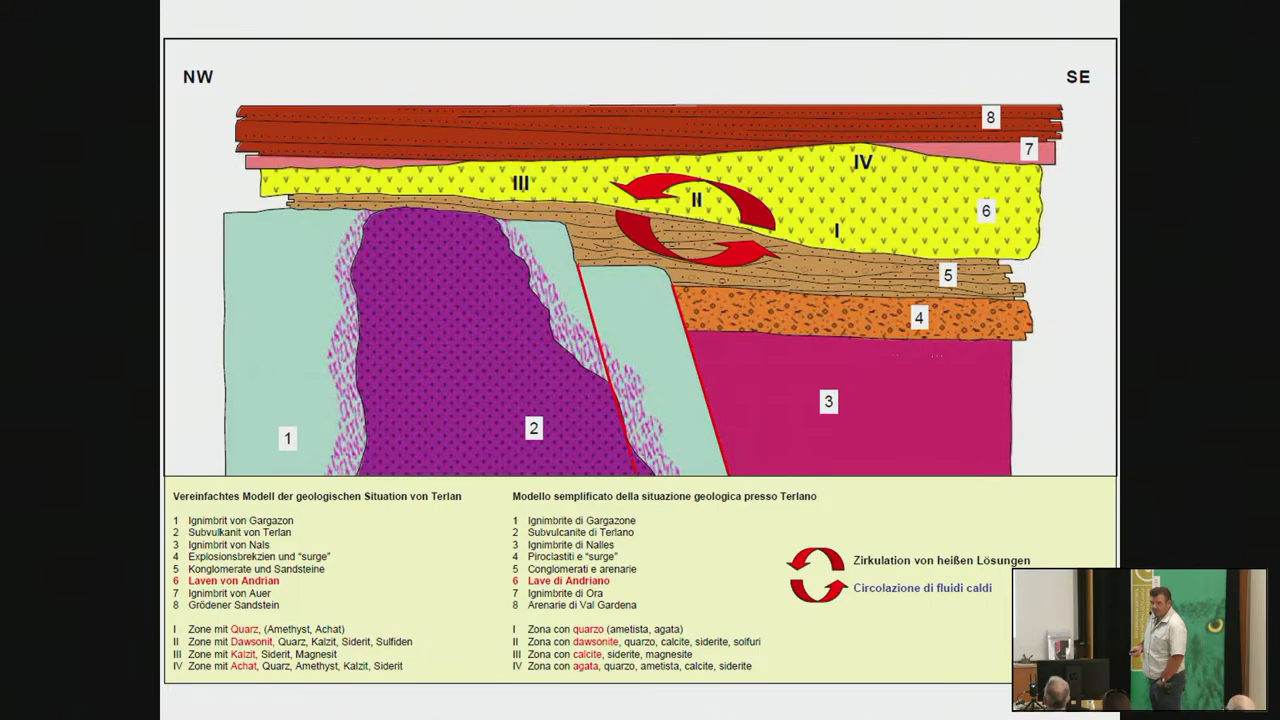 NW
SE
8
7
IV
III
II
6
I
5
4
3
2
1
Vereinfachtes Modell der geologischen Situation von Terlan
1 Ignimbrit von Gargazon
2 Subvulkanit von Terlan
3 Ignimbrit von Nals
4 Explosionsbrekzien und "surge"
5 Konglomerate und Sandsteine
6 Laven von Andrian
7 Ignimbrit von Auer
8 Grödener Sandstein
I Zone mit Quarz, (Amethyst, Achat)
II Zone mit Dawsonit, Quarz, Kalzit, Siderit, Sulfiden
III Zone mit Kalzit, Siderit, Magnesit
IV Zone mit Achat, Quarz, Amethyst, Kalzit, Siderit
Modello semplificato della situazione geologica presso Terlano
1 Ignimbrite di Gargazone
2 Subvulcanite di Terlano
3 Ignimbrite di Nalles
4 Piroclastiti e "surge"
5 Conglomerati e arenarie
6 Lave di Andriano
7 Ignimbrite di Ora
8 Arenarie di Val Gardena
I Zona con quarzo (ametista, agata)
II Zona con dawsonite, quarzo, calcite, siderite, solfuri
III Zona con calcite, siderite, magnesite
IV Zona con agata, quarzo, ametista, calcite, siderite
Zirkulation von heißen Lösungen
Circolazione di fluidi caldi